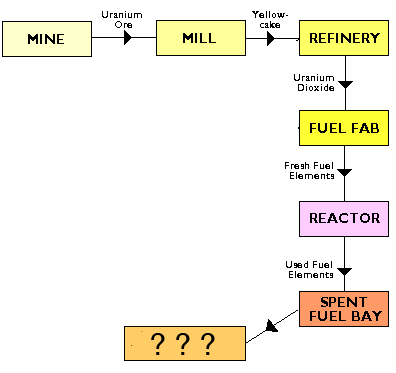 MINE
Uranium
Ore
MILL
Yellow-
cake
REFINERY
Uranium
Dioxide
FUEL FAB
Fresh Fuel
Elements
REACTOR
Used Fuel
Elements
SPENT
FUEL BAY
? ? ?